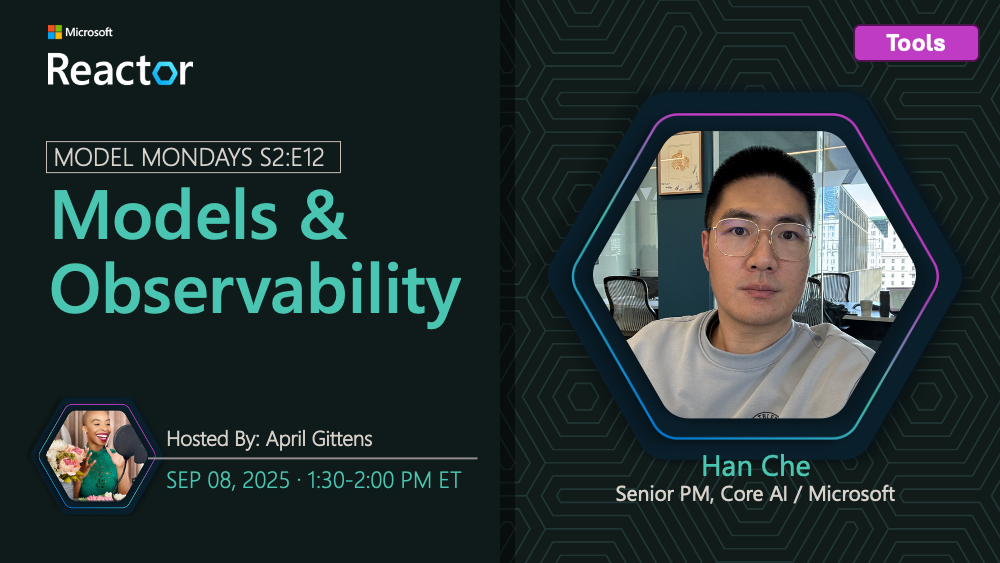 Microsoft
Reactor
Tools
MODEL MONDAYS S2:E12
Models &
Observability
Hosted By: April Gittens
SEP 08, 2025 · 1:30-2:00 PM ET
Han Che
Senior PM, Core AI / Microsoft